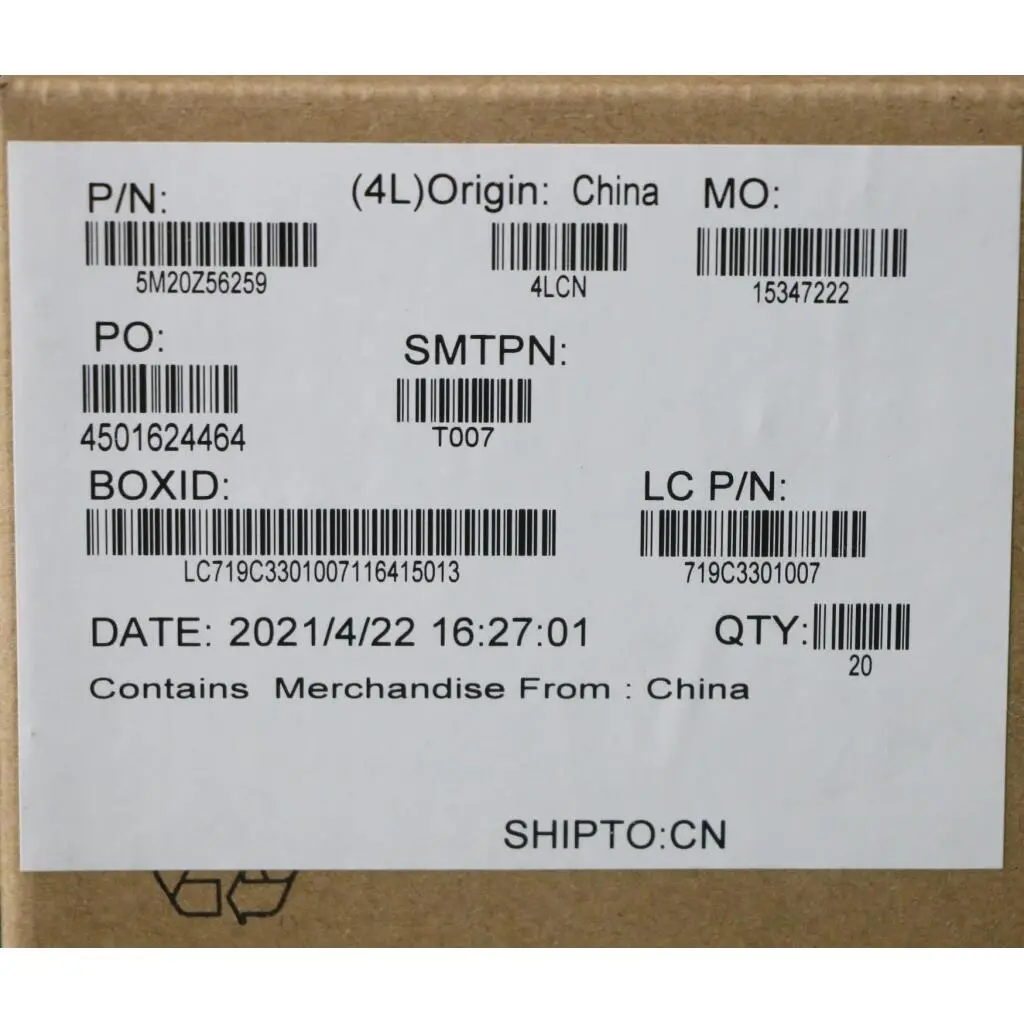 P/N: (4L)Origin: China MO:
5M20Z56259 4LCN 15347222
PO: SMTPN:
4501624464 T007
BOXID: LC P/N:
LC719C3301007116415013 719C3301007
DATE: 2021/4/22 16:27:01 QTY:
20
Contains Merchandise From : China
SHIPTO:CN